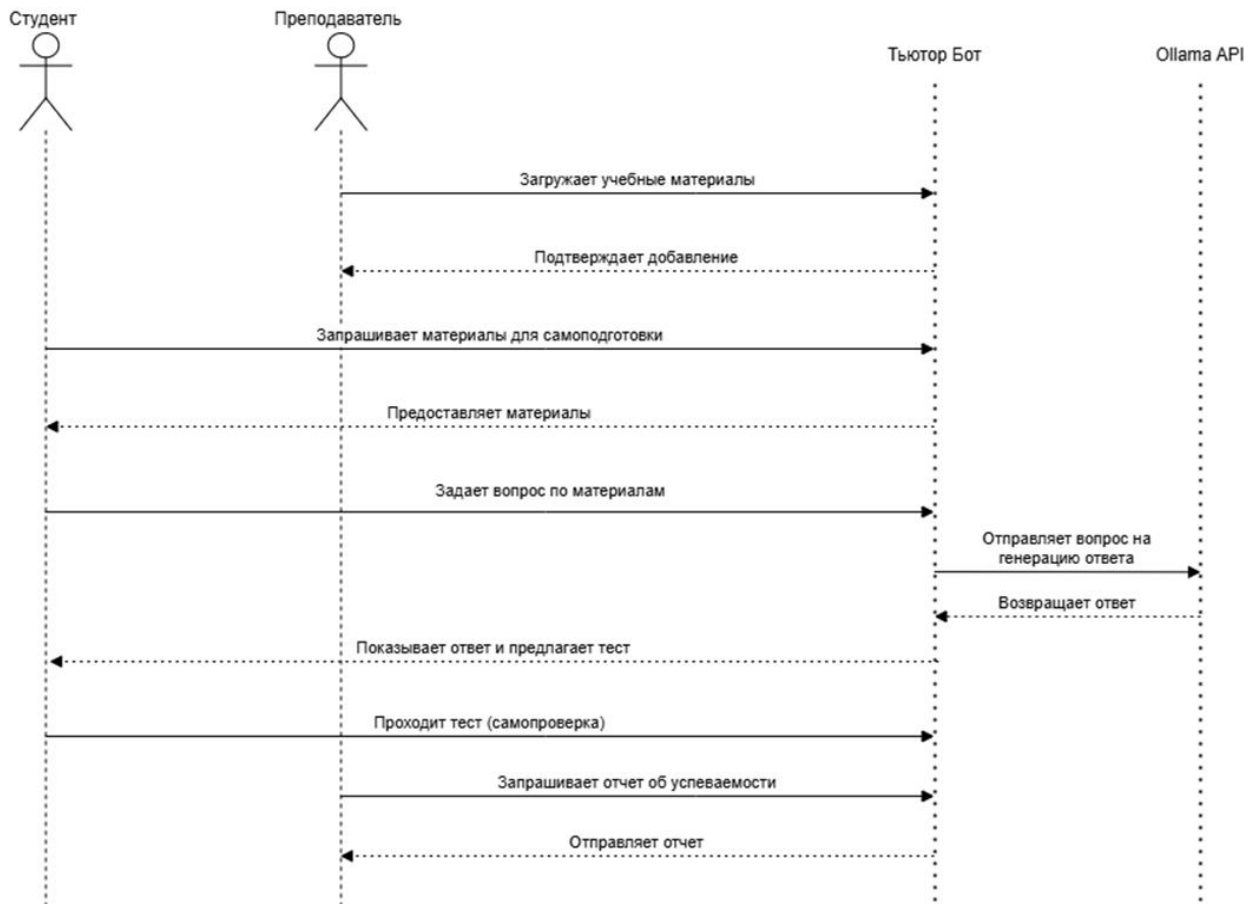 Студент
Преподаватель
Тьютор Бот
Ollama API
Загружает учебные материалы
Подтверждает добавление
Запрашивает материалы для самоподготовки
Предоставляет материалы
Задает вопрос по материалам
Отправляет вопрос на
генерацию ответа
Возвращает ответ
Показывает ответ и предлагает тест
Проходит тест (самопроверка)
Запрашивает отчет об успеваемости
Отправляет отчет